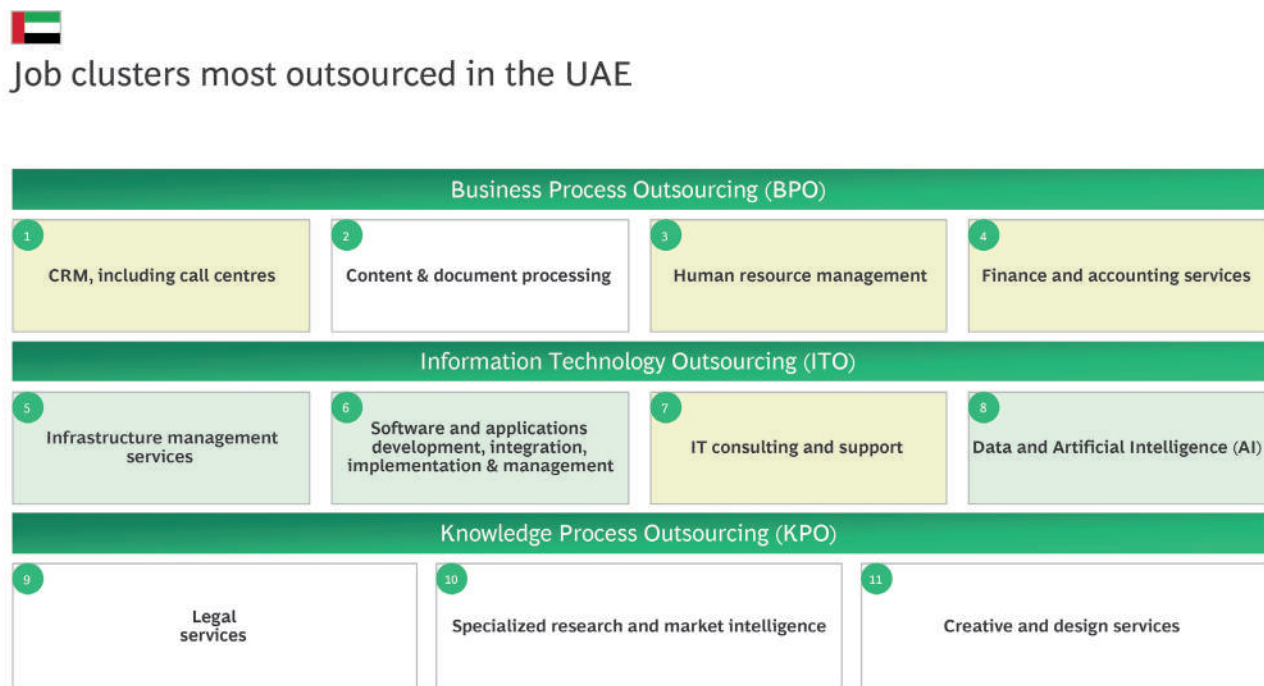 Job clusters most outsourced in the UAE
Business Process Outsourcing (BPO)
1
CRM, including call centres
2
Content & document processing
3
Human resource management
4
Finance and accounting services
Information Technology Outsourcing (ITO)
5
Infrastructure management
services
6
Software and applications
development, integration,
implementation & management
7
IT consulting and support
8
Data and Artificial Intelligence (AI)
Knowledge Process Outsourcing (KPO)
9
Legal
services
10
Specialized research and market intelligence
11
Creative and design services